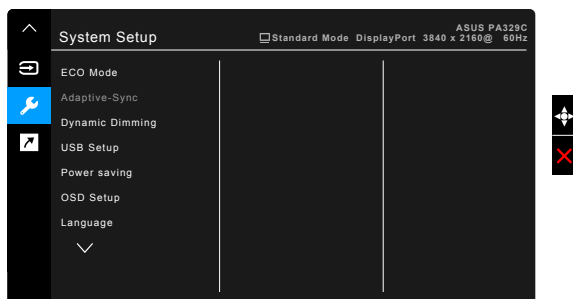 ASUS PA329C
System Setup
Standard Mode DisplayPort 3840 x 2160@ 60Hz
ECO Mode
Adaptive-Sync
Dynamic Dimming
USB Setup
Power saving
OSD Setup
Language